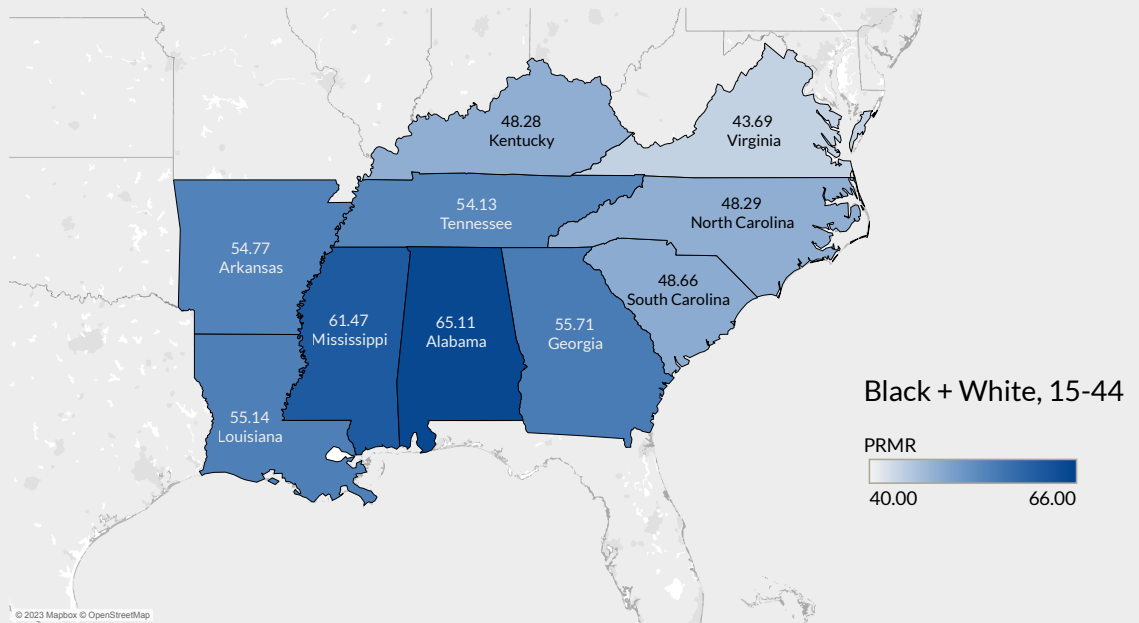 48.28
Kentucky
43.69
Virginia
54.13
Tennessee
48.29
North Carolina
54.77
Arkansas
48.66
South Carolina
61.47
Mississippi
65.11
Alabama
55.71
Georgia
55.14
Louisiana
Black + White, 15-44
PRMR
40.00 66.00
© 2023 Mapbox © OpenStreetMap